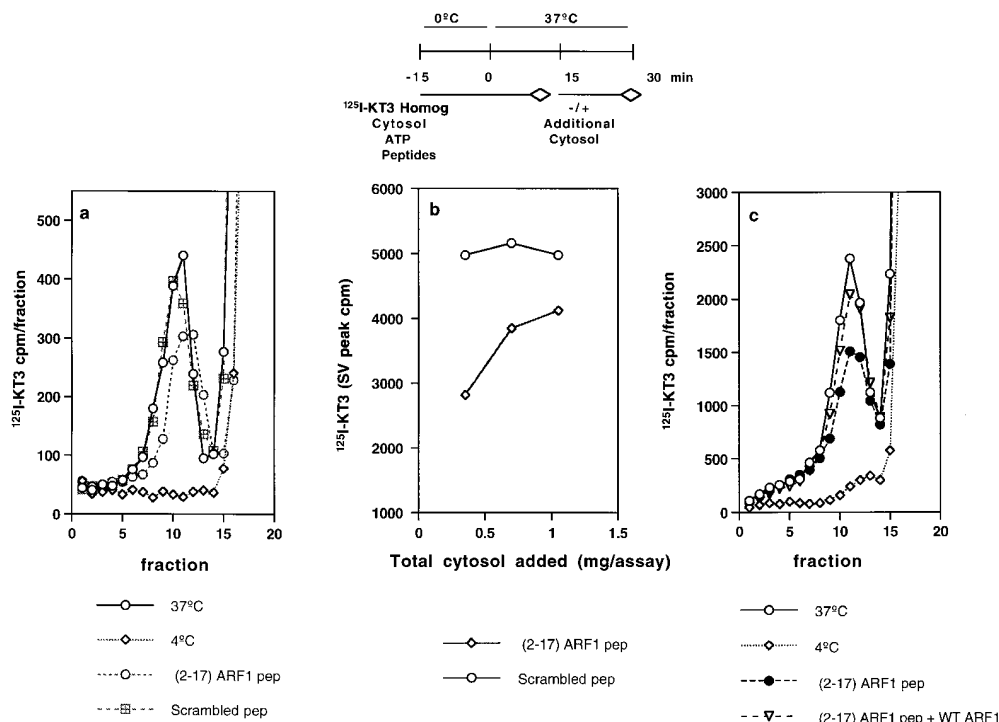 0ºC 37ºC
-15 0 15 30 min
¹²⁵I-KT3 Homog -/+
Cytosol Additional
ATP Cytosol
Peptides
a
¹²⁵I-KT3 cpm/fraction
500
400
300
200
100
0
0 5 10 15 20
fraction
37ºC
4ºC
(2-17) ARF1 pep
Scrambled pep
b
¹²⁵I-KT3 (SV peak cpm)
6000
5000
4000
3000
2000
1000
0 0.5 1 1.5
Total cytosol added (mg/assay)
(2-17) ARF1 pep
Scrambled pep
c
¹²⁵I-KT3 cpm/fraction
3000
2500
2000
1500
1000
500
0
0 5 10 15 20
fraction
37ºC
4ºC
(2-17) ARF1 pep
(2-17) ARF1 pep + WT ARF1